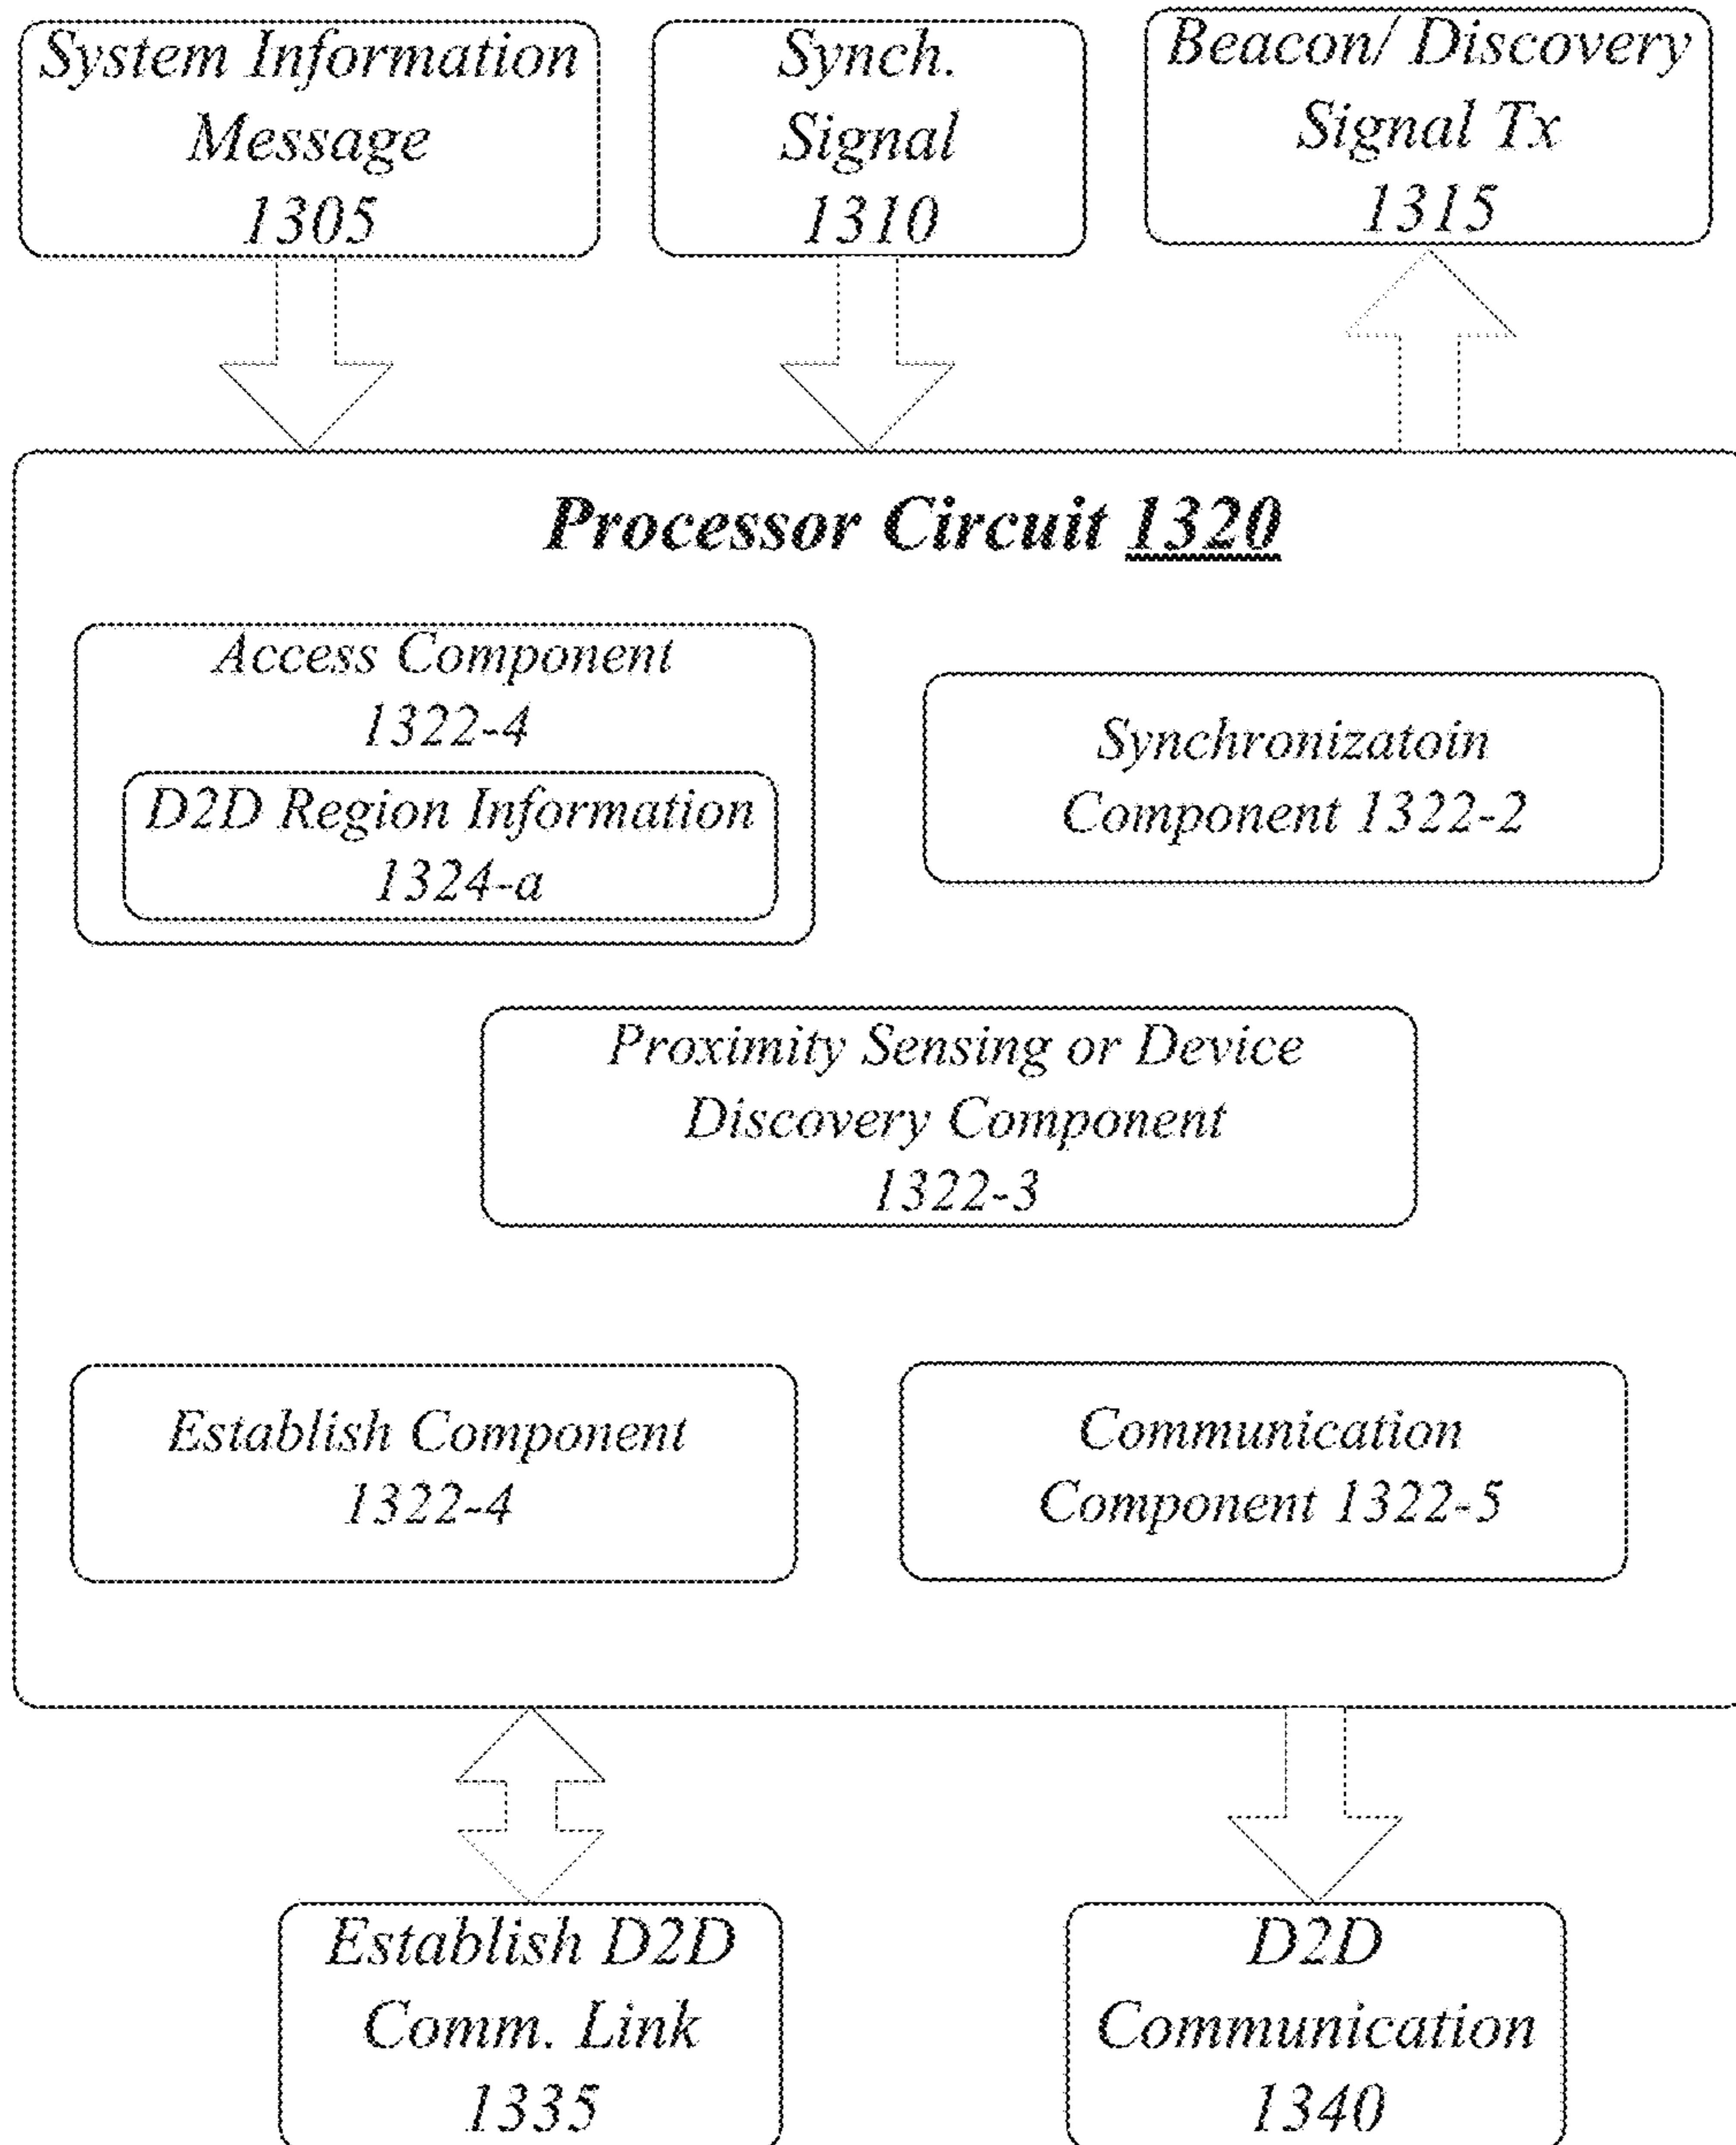 System Information
Message
1305
Synch.
Signal
1310
Beacon/ Discovery
Signal Tx
1315
Processor Circuit 1320
Access Component
1322-4
D2D Region Information
1324-a
Synchronizatoin
Component 1322-2
Proximity Sensing or Device
Discovery Component
1322-3
Establish Component
1322-4
Communication
Component 1322-5
Establish D2D
Comm. Link
1335
D2D
Communication
1340